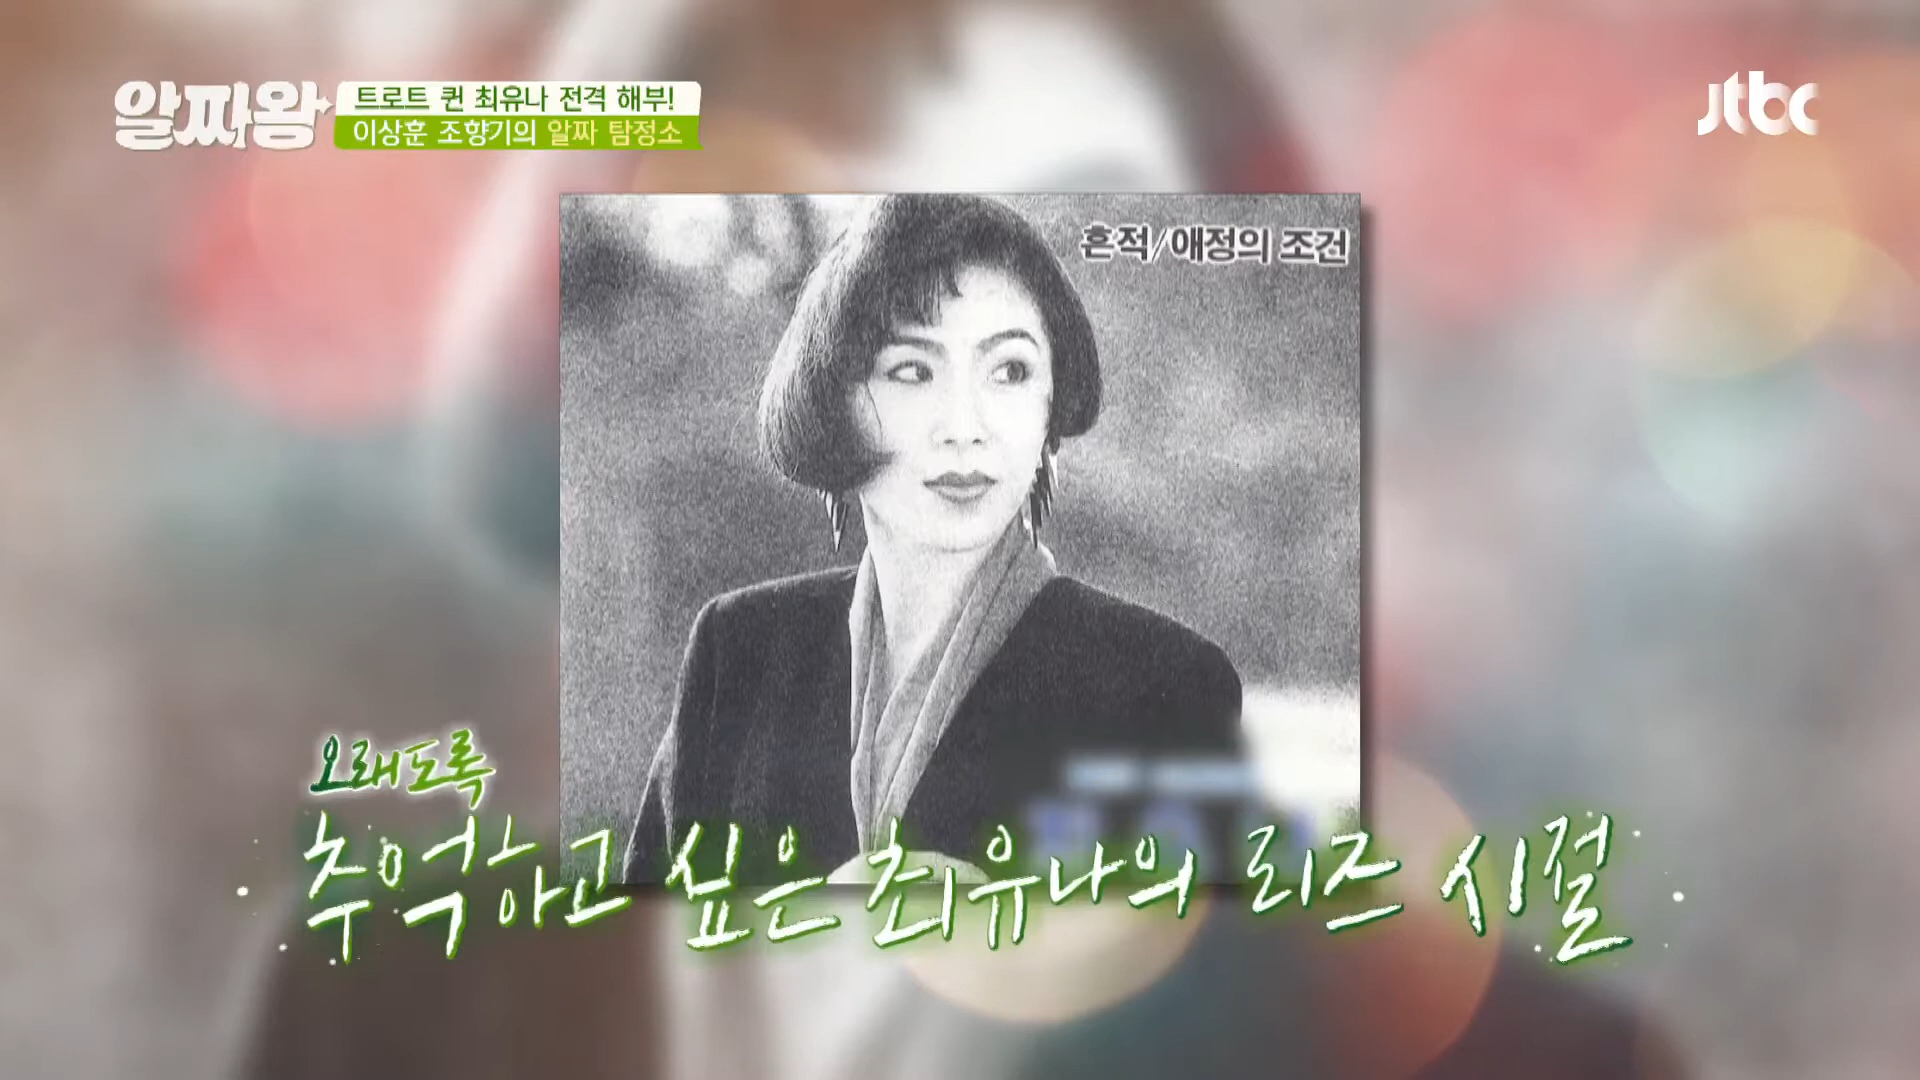 알짜왕
트로트 퀸 최유나 전격 해부!
이상훈 조향기의 알짜 탐정소
jtbc
흔적/애정의 조건
오래도록
추억하고 싶은 최유나의 리즈 시절